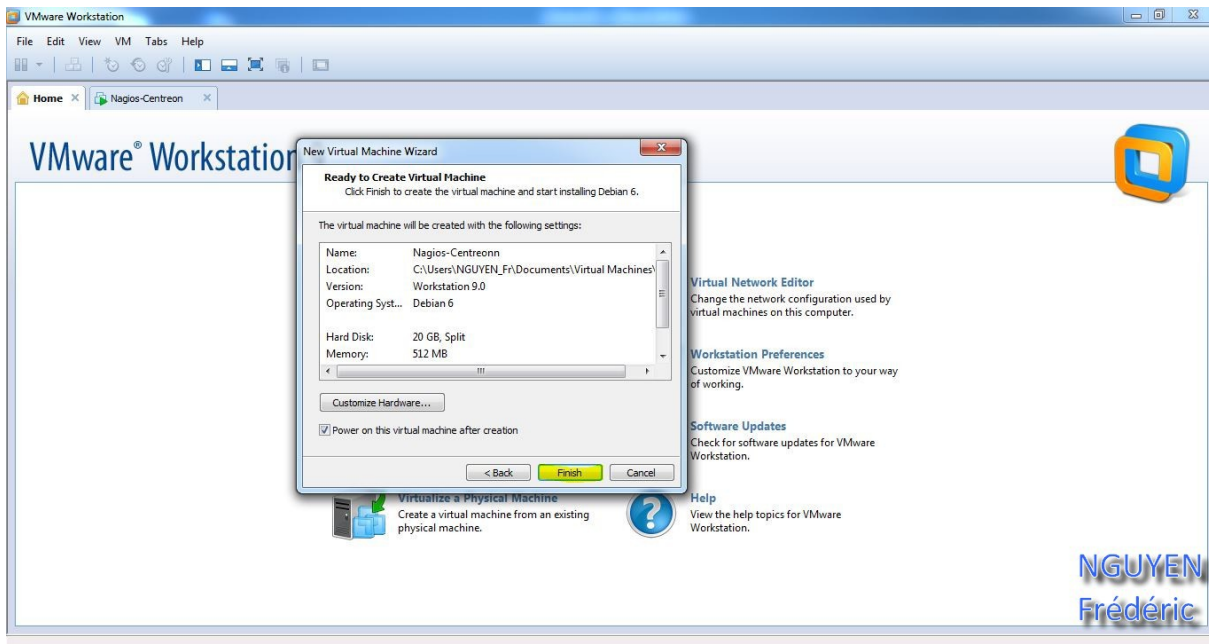 VMware Workstation
File Edit View VM Tabs Help
Home
Nagios-Centreon
VMware® Workstation
New Virtual Machine Wizard
Ready to Create Virtual Machine
Click Finish to create the virtual machine and start installing Debian 6.
The virtual machine will be created with the following settings:
Name: Nagios-Centreonn
Location: C:\Users\NGUYEN_Fr\Documents\Virtual Machines\
Version: Workstation 9.0
Operating Syst... Debian 6
Hard Disk: 20 GB, Split
Memory: 512 MB
Customize Hardware...
Power on this virtual machine after creation
< Back Finish Cancel
Virtual Network Editor
Change the network configuration used by
virtual machines on this computer.
Workstation Preferences
Customize VMware Workstation to your way
of working.
Software Updates
Check for software updates for VMware
Workstation.
Virtualize a Physical Machine
Create a virtual machine from an existing
physical machine.
Help
View the help topics for VMware
Workstation.
NGUYEN
Frédéric